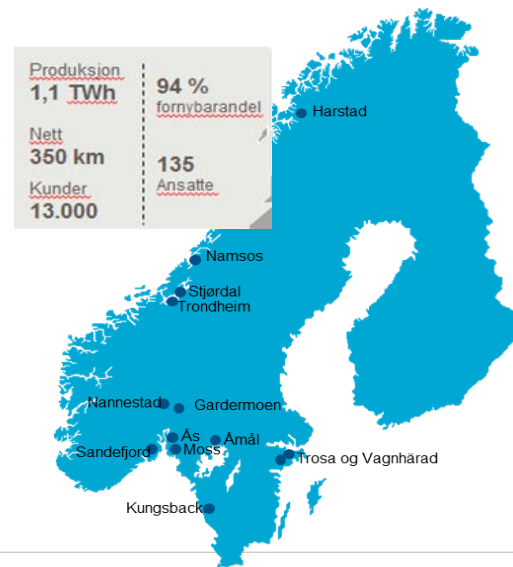 Produksjon
1,1 TWh
Nett
350 km
Kunder
13.000
94 %
fornybarandel
135
Ansatte
Harstad
Namsos
Stjørdal
Trondheim
Nannestad
Gardermoen
Ås
Åmål
Sandefjord
Moss
Trosa og Vagnhärad
Kungsback